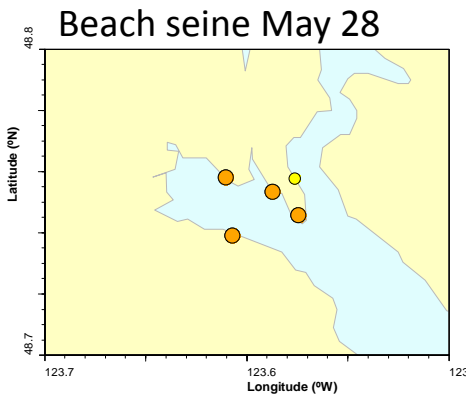 Beach seine May 28
48.8
Latitude (ºN)
48.7
123.7
123.6
123
Longitude (ºW)